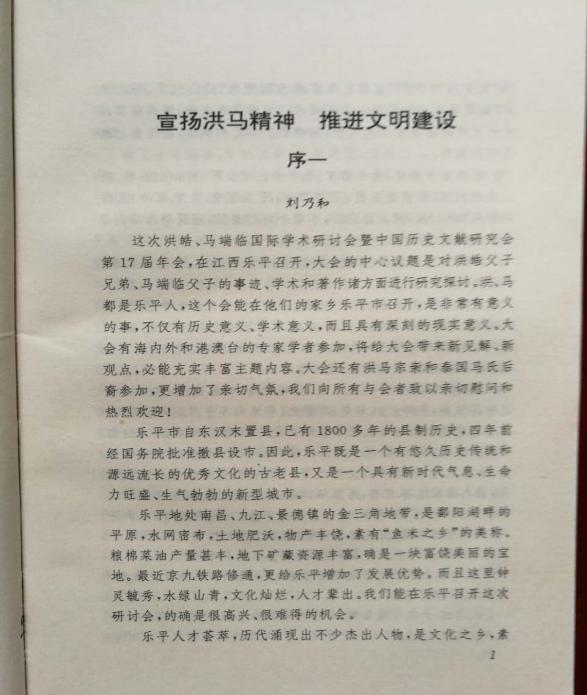 宣扬洪马精神　推进文明建设
序一
刘乃和
这次洪皓、马端临国际学术研讨会暨中国历史文献研究会
第17届年会,在江西乐平召开,大会的中心议题是对洪皓父子
兄弟、马端临父子的事迹、学术和著作诸方面进行研究探讨。洪、马
都是乐平人,这个会能在他们的家乡乐平市召开,是非常有意义
的事,不仅有历史意义、学术意义,而且具有深刻的现实意义。大
会有海内外和港澳台的专家学者参加,将给大会带来新见解、新
观点,必能充实丰富主题内容。大会还有洪马宗亲和泰国马氏后
裔参加,更增加了亲切气氛,我们向所有与会者致以亲切慰问和
热烈欢迎!
乐平市自东汉末置县,已有1800多年的县制历史,四年前
经国务院批准撤县设市。因此,乐平既是一个有悠久历史传统和
源远流长的优秀文化的古老县,又是一个具有新时代气息、生命
力旺盛、生气勃勃的新型城市。
乐平地处南昌、九江、景德镇的金三角地带,是鄱阳湖畔的
平原,水网密布,土地肥沃,物产丰饶,素有“鱼米之乡”的美称。
粮棉菜油产量甚丰,地下矿藏资源丰富,确是一块富饶美丽的宝
地。最近京九铁路修通,更给乐平增加了发展优势。而且这里钟
灵毓秀,水绿山青,文化灿烂,人才辈出。我们能在乐平召开这次
研讨会,的确是很高兴、很难得的机会。
乐平人才荟萃,历代涌现出不少杰出人物,是文化之乡,素
1